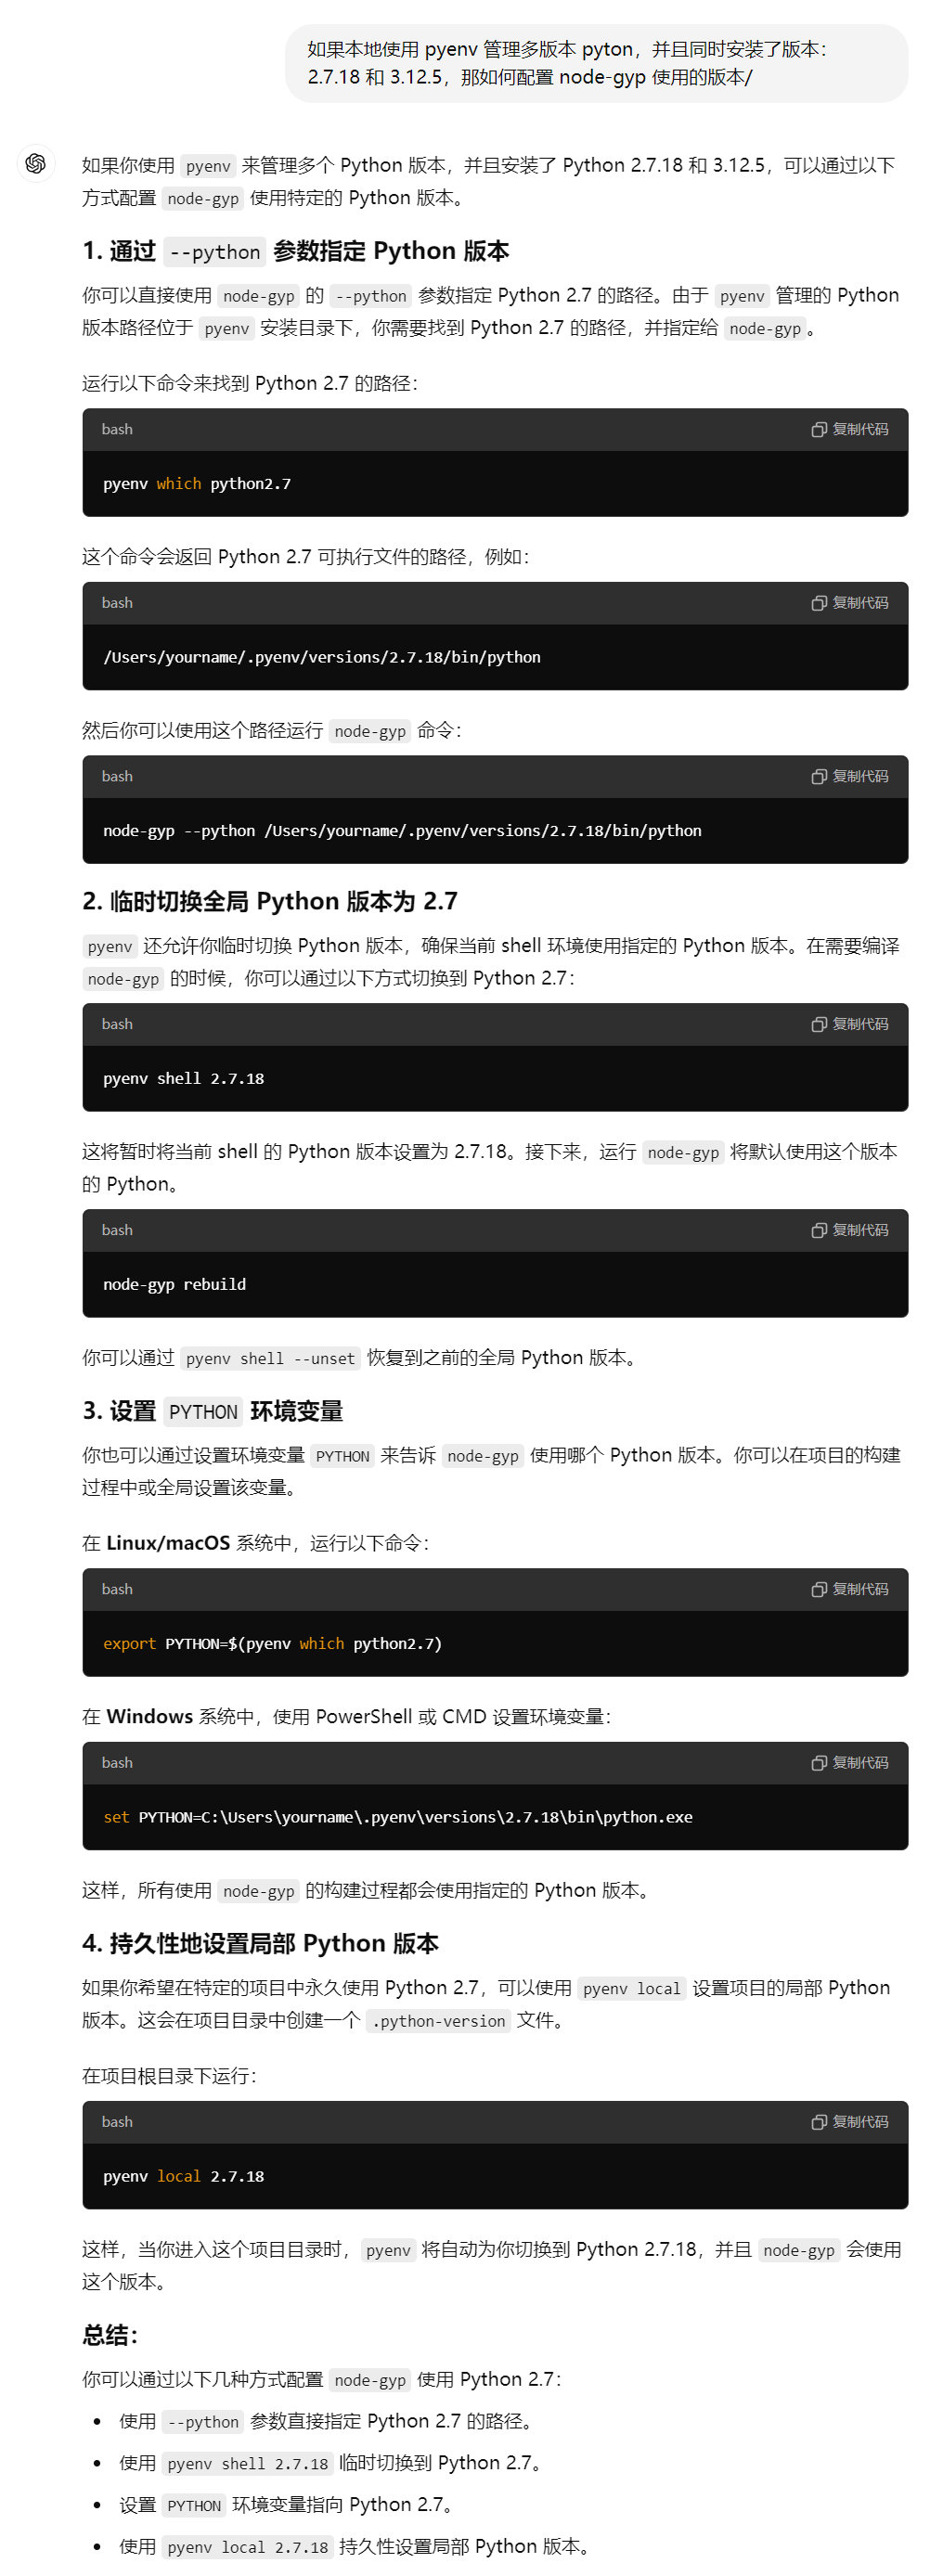 如果本地使用 pyenv 管理多版本 pyton，并且同时安装了版本：
2.7.18 和 3.12.5，那如何配置 node-gyp 使用的版本/
如果你使用 pyenv 来管理多个 Python 版本，并且安装了 Python 2.7.18 和 3.12.5，可以通过以下
方式配置 node-gyp 使用特定的 Python 版本。
1. 通过 --python 参数指定 Python 版本
你可以直接使用 node-gyp 的 --python 参数指定 Python 2.7 的路径。由于 pyenv 管理的 Python
版本路径位于 pyenv 安装目录下，你需要找到 Python 2.7 的路径，并指定给 node-gyp。
运行以下命令来找到 Python 2.7 的路径：
bash 复制代码
pyenv which python2.7
这个命令会返回 Python 2.7 可执行文件的路径，例如：
bash 复制代码
/Users/yourname/.pyenv/versions/2.7.18/bin/python
然后你可以使用这个路径运行 node-gyp 命令：
bash 复制代码
node-gyp --python /Users/yourname/.pyenv/versions/2.7.18/bin/python
2. 临时切换全局 Python 版本为 2.7
pyenv 还允许你临时切换 Python 版本，确保当前 shell 环境使用指定的 Python 版本。在需要编译
node-gyp 的时候，你可以通过以下方式切换到 Python 2.7：
bash 复制代码
pyenv shell 2.7.18
这将暂时将当前 shell 的 Python 版本设置为 2.7.18。接下来，运行 node-gyp 将默认使用这个版本
的 Python。
bash 复制代码
node-gyp rebuild
你可以通过 pyenv shell --unset 恢复到之前的全局 Python 版本。
3. 设置 PYTHON 环境变量
你也可以通过设置环境变量 PYTHON 来告诉 node-gyp 使用哪个 Python 版本。你可以在项目的构建
过程中或全局设置该变量。
在 Linux/macOS 系统中，运行以下命令：
bash 复制代码
export PYTHON=$(pyenv which python2.7)
在 Windows 系统中，使用 PowerShell 或 CMD 设置环境变量：
bash 复制代码
set PYTHON=C:\Users\yourname\.pyenv\versions\2.7.18\bin\python.exe
这样，所有使用 node-gyp 的构建过程都会使用指定的 Python 版本。
4. 持久性地设置局部 Python 版本
如果你希望在特定的项目中永久使用 Python 2.7，可以使用 pyenv local 设置项目的局部 Python
版本。这会在项目目录中创建一个 .python-version 文件。
在项目根目录下运行：
bash 复制代码
pyenv local 2.7.18
这样，当你进入这个项目目录时，pyenv 将自动为你切换到 Python 2.7.18，并且 node-gyp 会使用
这个版本。
总结：
你可以通过以下几种方式配置 node-gyp 使用 Python 2.7：
• 使用 --python 参数直接指定 Python 2.7 的路径。
• 使用 pyenv shell 2.7.18 临时切换到 Python 2.7。
• 设置 PYTHON 环境变量指向 Python 2.7。
• 使用 pyenv local 2.7.18 持久性设置局部 Python 版本。